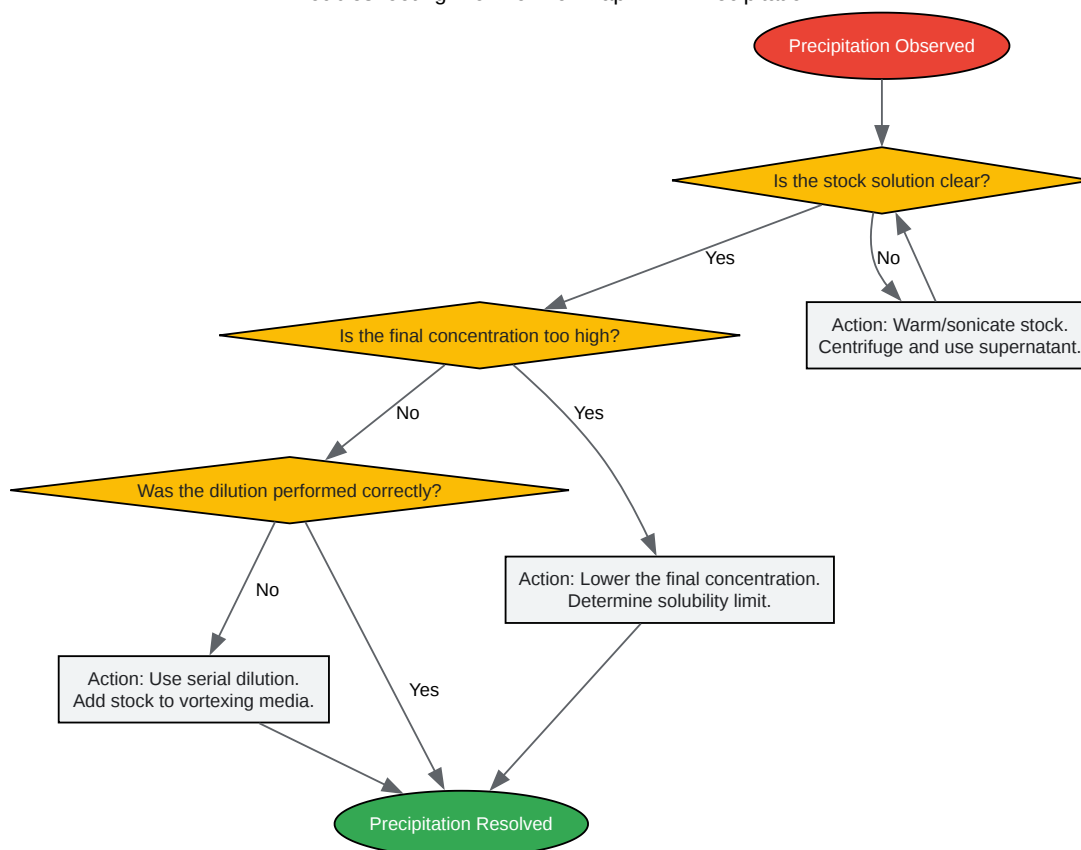 Precipitation Observed
Is the stock solution clear?
Yes
No
Is the final concentration too high?
Action: Warm/sonicate stock.
Centrifuge and use supernatant.
No
Yes
Was the dilution performed correctly?
Action: Lower the final concentration.
Determine solubility limit.
No
Action: Use serial dilution.
Add stock to vortexing media.
Yes
Precipitation Resolved